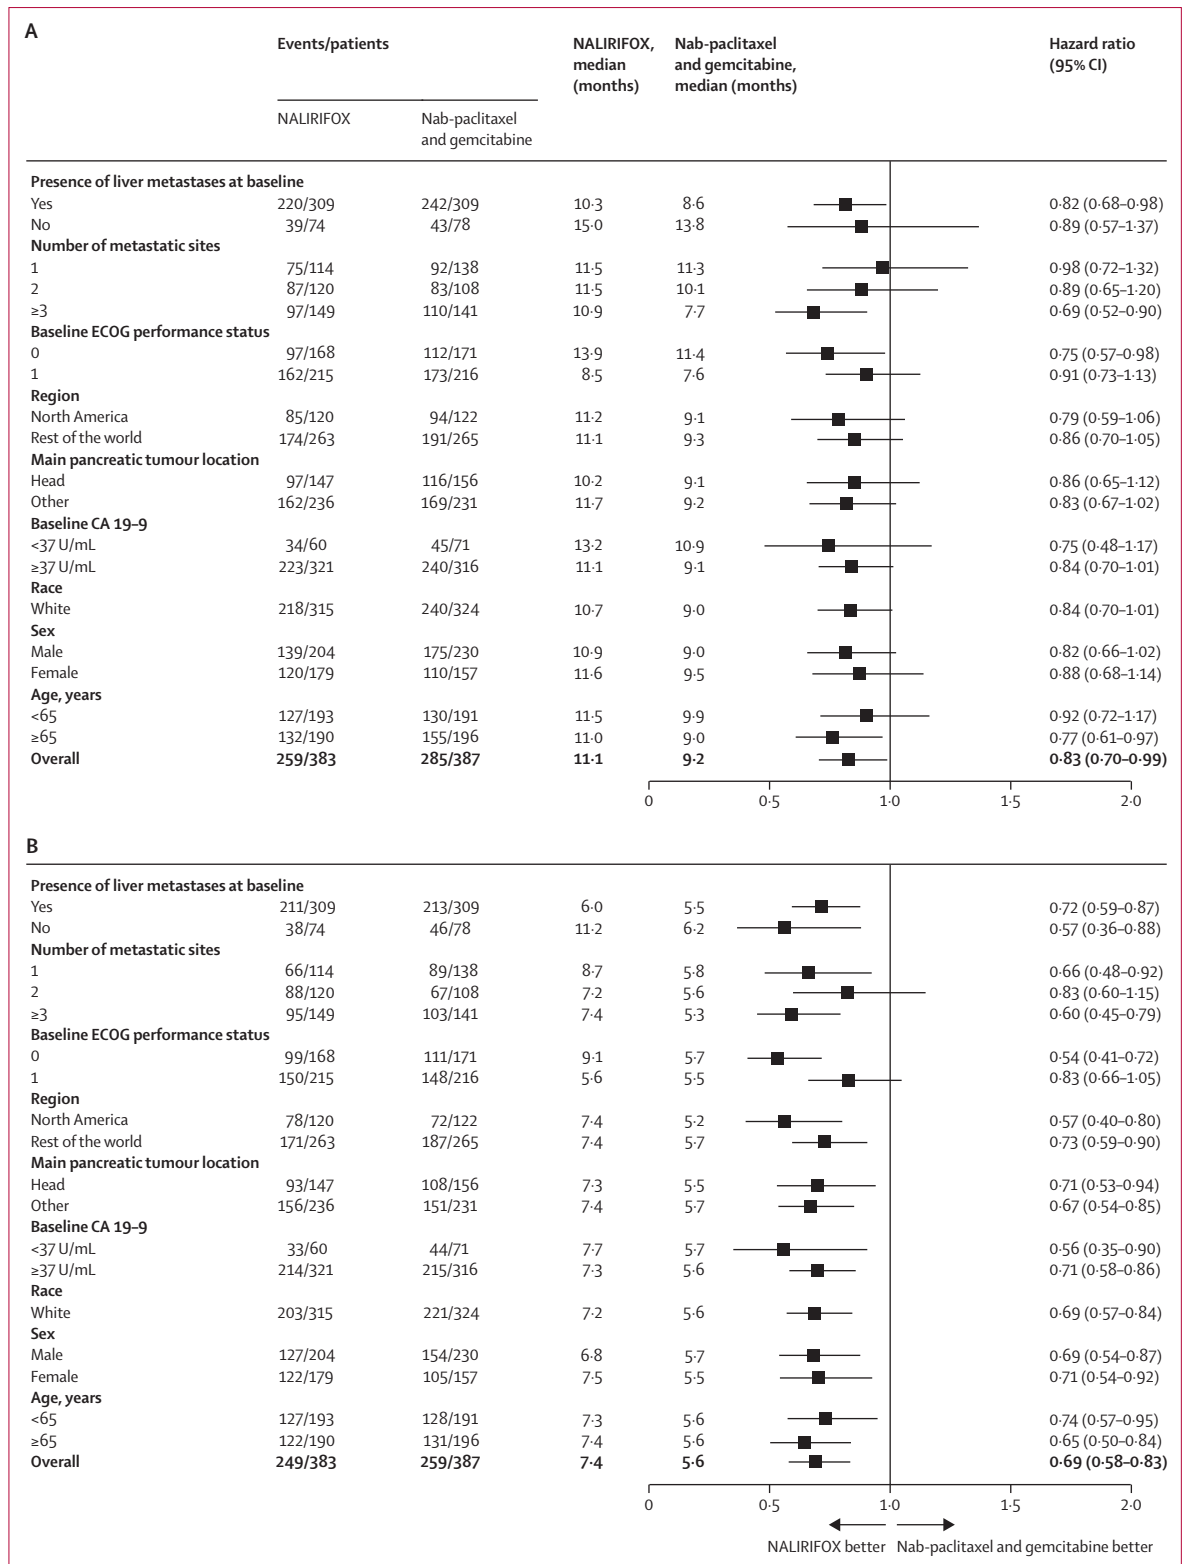 A
Events/patients NALIRIFOX, median (months) Nab-paclitaxel and gemcitabine, median (months) Hazard ratio (95% CI)
NALIRIFOX Nab-paclitaxel and gemcitabine
Presence of liver metastases at baseline
Yes 220/309 242/309 10·3 8·6 0·82 (0·68–0·98)
No 39/74 43/78 15·0 13·8 0·89 (0·57–1·37)
Number of metastatic sites
1 75/114 92/138 11·5 11·3 0·98 (0·72–1·32)
2 87/120 83/108 11·5 10·1 0·89 (0·65–1·20)
≥3 97/149 110/141 10·9 7·7 0·69 (0·52–0·90)
Baseline ECOG performance status
0 97/168 112/171 13·9 11·4 0·75 (0·57–0·98)
1 162/215 173/216 8·5 7·6 0·91 (0·73–1·13)
Region
North America 85/120 94/122 11·2 9·1 0·79 (0·59–1·06)
Rest of the world 174/263 191/265 11·1 9·3 0·86 (0·70–1·05)
Main pancreatic tumour location
Head 97/147 116/156 10·2 9·1 0·86 (0·65–1·12)
Other 162/236 169/231 11·7 9·2 0·83 (0·67–1·02)
Baseline CA 19–9
<37 U/mL 34/60 45/71 13·2 10·9 0·75 (0·48–1·17)
≥37 U/mL 223/321 240/316 11·1 9·1 0·84 (0·70–1·01)
Race
White 218/315 240/324 10·7 9·0 0·84 (0·70–1·01)
Sex
Male 139/204 175/230 10·9 9·0 0·82 (0·66–1·02)
Female 120/179 110/157 11·6 9·5 0·88 (0·68–1·14)
Age, years
<65 127/193 130/191 11·5 9·9 0·92 (0·72–1·17)
≥65 132/190 155/196 11·0 9·0 0·77 (0·61–0·97)
Overall 259/383 285/387 11·1 9·2 0·83 (0·70–0·99)
0 0·5 1·0 1·5 2·0
B
Presence of liver metastases at baseline
Yes 211/309 213/309 6·0 5·5 0·72 (0·59–0·87)
No 38/74 46/78 11·2 6·2 0·57 (0·36–0·88)
Number of metastatic sites
1 66/114 89/138 8·7 5·8 0·66 (0·48–0·92)
2 88/120 67/108 7·2 5·6 0·83 (0·60–1·15)
≥3 95/149 103/141 7·4 5·3 0·60 (0·45–0·79)
Baseline ECOG performance status
0 99/168 111/171 9·1 5·7 0·54 (0·41–0·72)
1 150/215 148/216 5·6 5·5 0·83 (0·66–1·05)
Region
North America 78/120 72/122 7·4 5·2 0·57 (0·40–0·80)
Rest of the world 171/263 187/265 7·4 5·7 0·73 (0·59–0·90)
Main pancreatic tumour location
Head 93/147 108/156 7·3 5·5 0·71 (0·53–0·94)
Other 156/236 151/231 7·4 5·7 0·67 (0·54–0·85)
Baseline CA 19–9
<37 U/mL 33/60 44/71 7·7 5·7 0·56 (0·35–0·90)
≥37 U/mL 214/321 215/316 7·3 5·6 0·71 (0·58–0·86)
Race
White 203/315 221/324 7·2 5·6 0·69 (0·57–0·84)
Sex
Male 127/204 154/230 6·8 5·7 0·69 (0·54–0·87)
Female 122/179 105/157 7·5 5·5 0·71 (0·54–0·92)
Age, years
<65 127/193 128/191 7·3 5·6 0·74 (0·57–0·95)
≥65 122/190 131/196 7·4 5·6 0·65 (0·50–0·84)
Overall 249/383 259/387 7·4 5·6 0·69 (0·58–0·83)
0 0·5 1·0 1·5 2·0
NALIRIFOX better Nab-paclitaxel and gemcitabine better